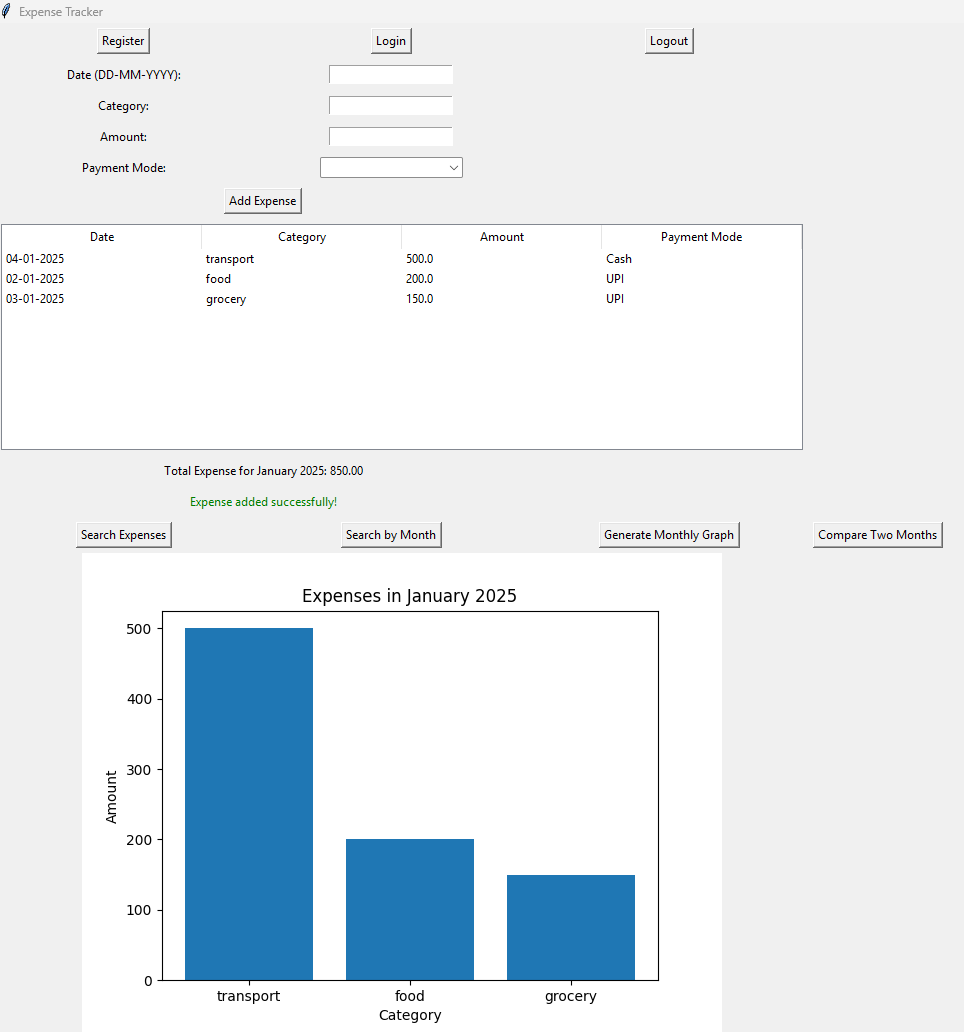 Expense Tracker
Register Login Logout
Date (DD-MM-YYYY):
Category:
Amount:
Payment Mode:
Add Expense
Date Category Amount Payment Mode
04-01-2025 transport 500.0 Cash
02-01-2025 food 200.0 UPI
03-01-2025 grocery 150.0 UPI
Total Expense for January 2025: 850.00
Expense added successfully!
Search Expenses Search by Month Generate Monthly Graph Compare Two Months
Expenses in January 2025
500
400
300
200
100
0
Amount
transport food grocery
Category